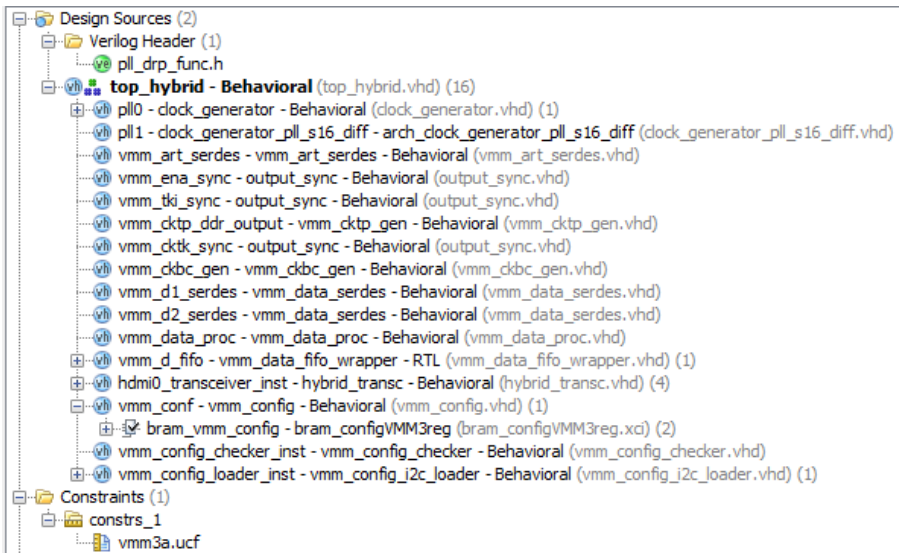 Design Sources (2)
Verilog Header (1)
pll_drp_func.h
top_hybrid - Behavioral (top_hybrid.vhd) (16)
pll0 - clock_generator - Behavioral (clock_generator.vhd) (1)
pll1 - clock_generator_pll_s16_diff - arch_clock_generator_pll_s16_diff (clock_generator_pll_s16_diff.vhd)
vmm_art_serdes - vmm_art_serdes - Behavioral (vmm_art_serdes.vhd)
vmm_ena_sync - output_sync - Behavioral (output_sync.vhd)
vmm_tki_sync - output_sync - Behavioral (output_sync.vhd)
vmm_cktp_ddr_output - vmm_cktp_gen - Behavioral (vmm_cktp_gen.vhd)
vmm_cktk_sync - output_sync - Behavioral (output_sync.vhd)
vmm_ckbc_gen - vmm_ckbc_gen - Behavioral (vmm_ckbc_gen.vhd)
vmm_d1_serdes - vmm_data_serdes - Behavioral (vmm_data_serdes.vhd)
vmm_d2_serdes - vmm_data_serdes - Behavioral (vmm_data_serdes.vhd)
vmm_data_proc - vmm_data_proc - Behavioral (vmm_data_proc.vhd)
vmm_d_fifo - vmm_data_fifo_wrapper - RTL (vmm_data_fifo_wrapper.vhd) (1)
hdmi0_transceiver_inst - hybrid_transc - Behavioral (hybrid_transc.vhd) (4)
vmm_conf - vmm_config - Behavioral (vmm_config.vhd) (1)
bram_vmm_config - bram_configVMM3reg (bram_configVMM3reg.xci) (2)
vmm_config_checker_inst - vmm_config_checker - Behavioral (vmm_config_checker.vhd)
vmm_config_loader_inst - vmm_config_i2c_loader - Behavioral (vmm_config_i2c_loader.vhd) (1)
Constraints (1)
constrs_1
vmm3a.ucf